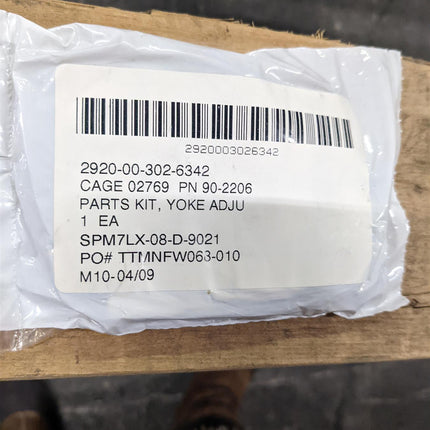 2920003026342
2920-00-302-6342
CAGE 02769 PN 90-2206
PARTS KIT, YOKE ADJU
1 EA
SPM7LX-08-D-9021
PO# TTMNFW063-010
M10-04/09